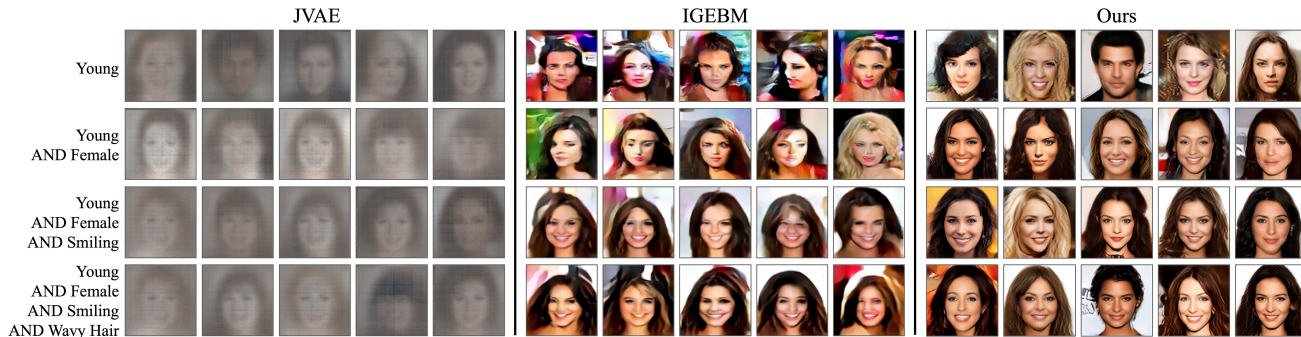 JVAE
IGEBM
Ours
Young
Young
AND Female
Young
AND Female
AND Smiling
Young
AND Female
AND Smiling
AND Wavy Hair